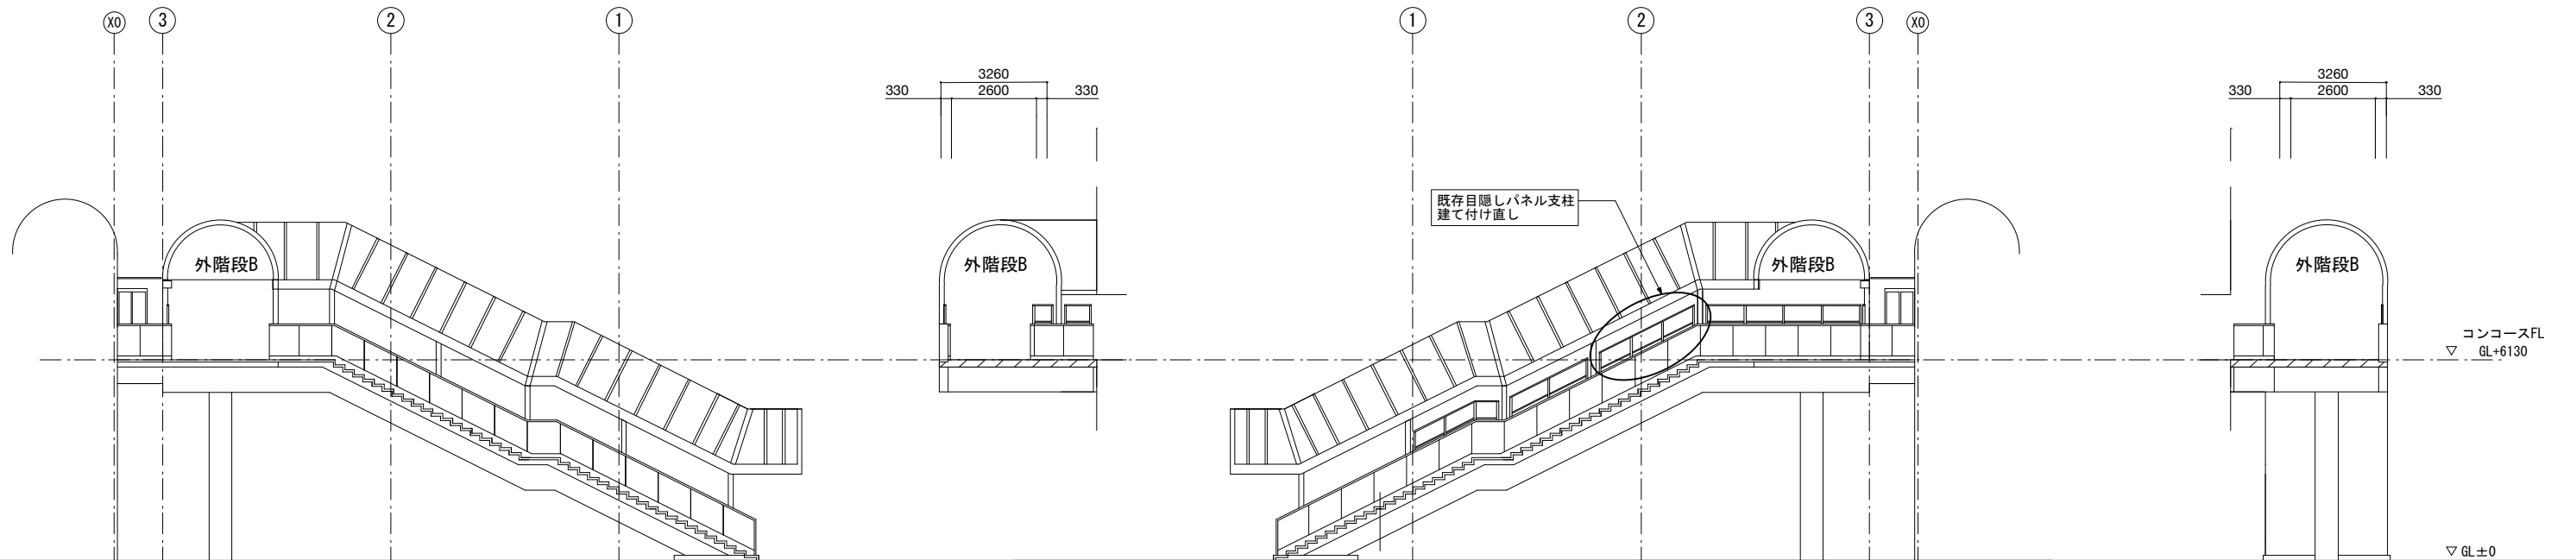 X0
3
2
1
1
2
3
X0
3260
330
2600
330
3260
330
2600
330
既存目隠しパネル支柱
建て付け直し
外階段B
外階段B
外階段B
外階段B
コンコースFL
▽ GL+6130
▽ GL±0